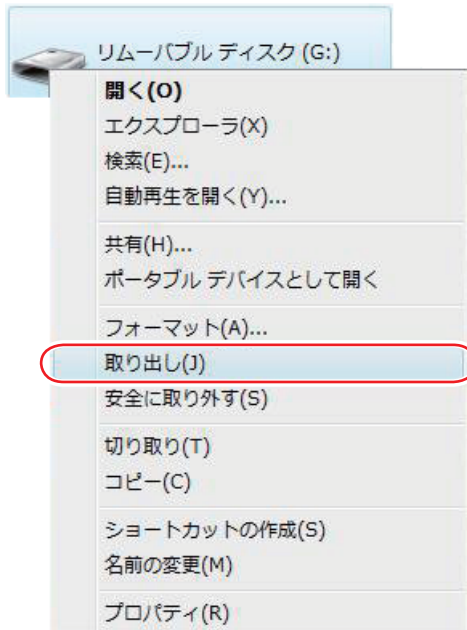 リムーバブル ディスク (G:)
開く(O)
エクスプローラ(X)
検索(E)...
自動再生を開く(Y)...
共有(H)...
ポータブル デバイスとして開く
フォーマット(A)...
取り出し(J)
安全に取り外す(S)
切り取り(T)
コピー(C)
ショートカットの作成(S)
名前の変更(M)
プロパティ(R)